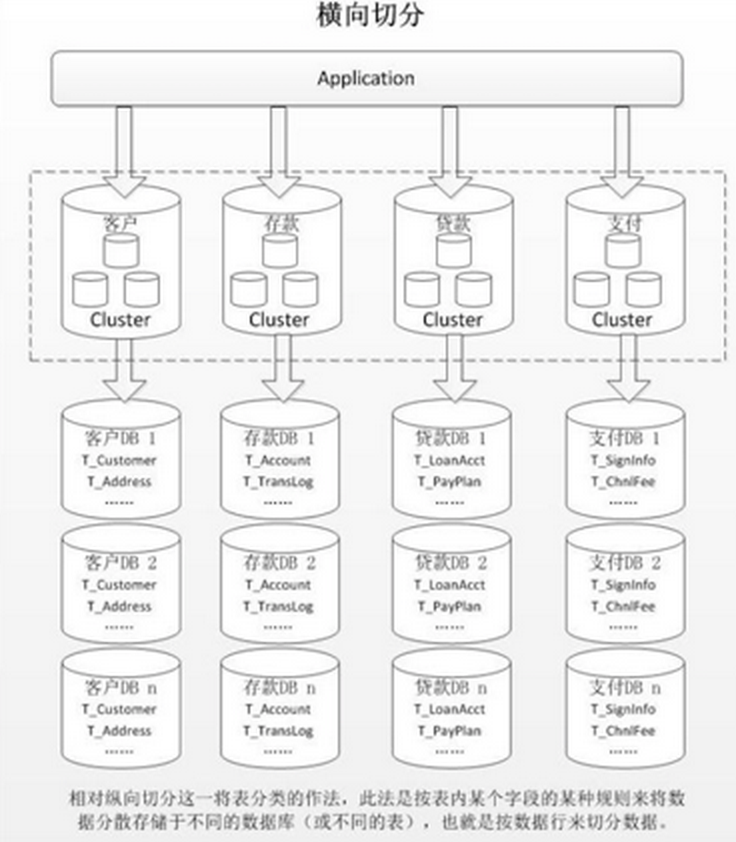 横向切分
Application
客户 存款 贷款 支付
Cluster Cluster Cluster Cluster
客户DB 1 存款DB 1 贷款DB 1 支付DB 1
T_Customer T_Account T_LoanAcct T_SignInfo
T_Address T_TransLog T_PayPlan T_ChnlFee
…… …… …… ……
客户DB 2 存款DB 2 贷款DB 2 支付DB 2
T_Customer T_Account T_LoanAcct T_SignInfo
T_Address T_TransLog T_PayPlan T_ChnlFee
…… …… …… ……
客户DB n 存款DB n 贷款DB n 支付DB n
T_Customer T_Account T_LoanAcct T_SignInfo
T_Address T_TransLog T_PayPlan T_ChnlFee
…… …… …… ……
相对纵向切分这一将表分类的作法，此法是按表内某个字段的某种规则来将数
据分散存储于不同的数据库（或不同的表），也就是按数据行来切分数据。